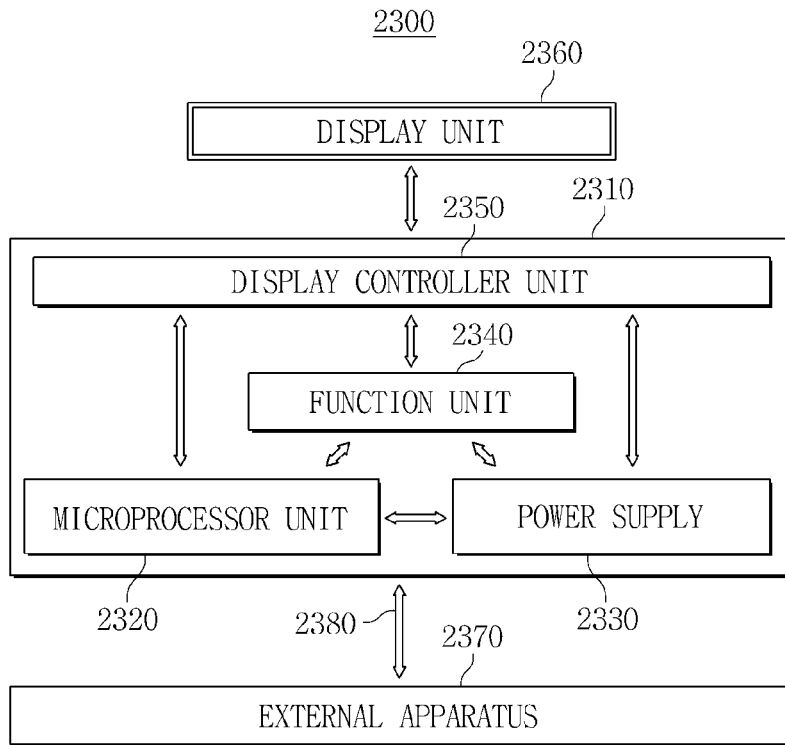 2300
2360
DISPLAY UNIT
2350
2310
DISPLAY CONTROLLER UNIT
2340
FUNCTION UNIT
MICROPROCESSOR UNIT
POWER SUPPLY
2320
2380
2330
2370
EXTERNAL APPARATUS